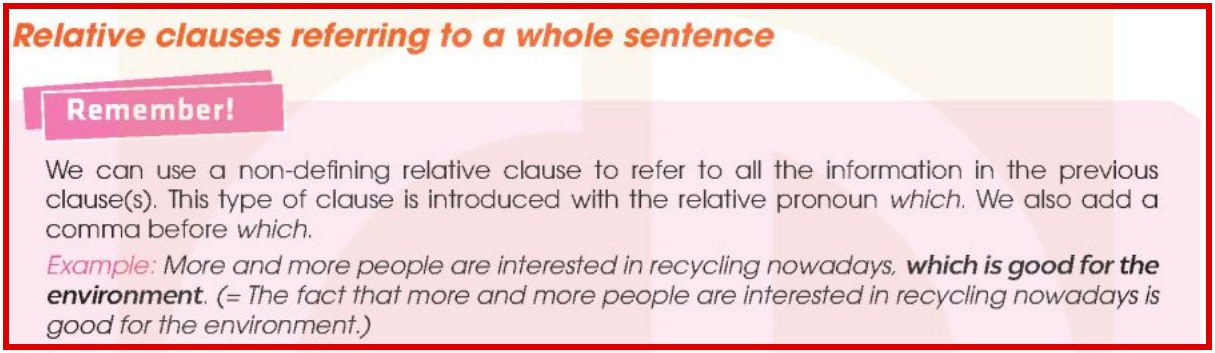 Relative clauses referring to a whole sentence
Remember!
We can use a non-defining relative clause to refer to all the information in the previous
clause(s). This type of clause is introduced with the relative pronoun which. We also add a
comma before which.
Example: More and more people are interested in recycling nowadays, which is good for the
environment. (= The fact that more and more people are interested in recycling nowadays is
good for the environment.)